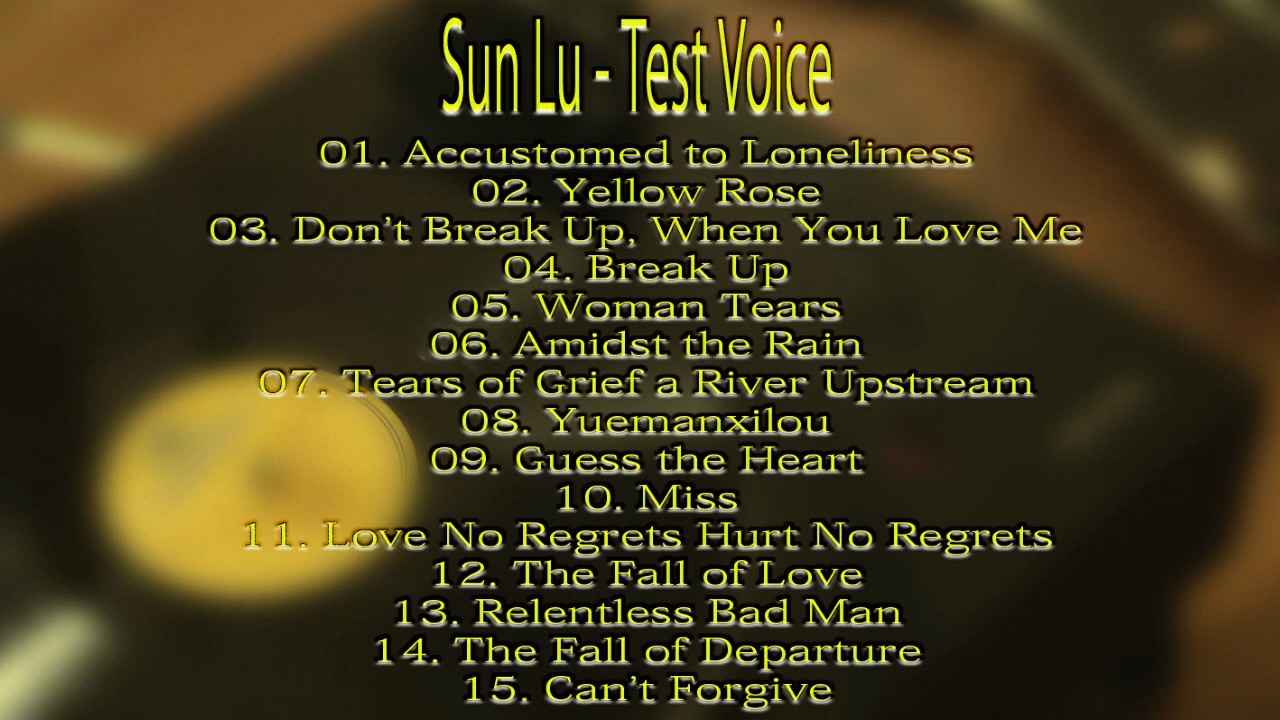 Sun Lu - Test Voice
01. Accustomed to Loneliness
02. Yellow Rose
03. Don't Break Up, When You Love Me
04. Break Up
05. Woman Tears
06. Amidst the Rain
07. Tears of Grief a River Upstream
08. Yuemanxilou
09. Guess the Heart
10. Miss
11. Love No Regrets Hurt No Regrets
12. The Fall of Love
13. Relentless Bad Man
14. The Fall of Departure
15. Can't Forgive